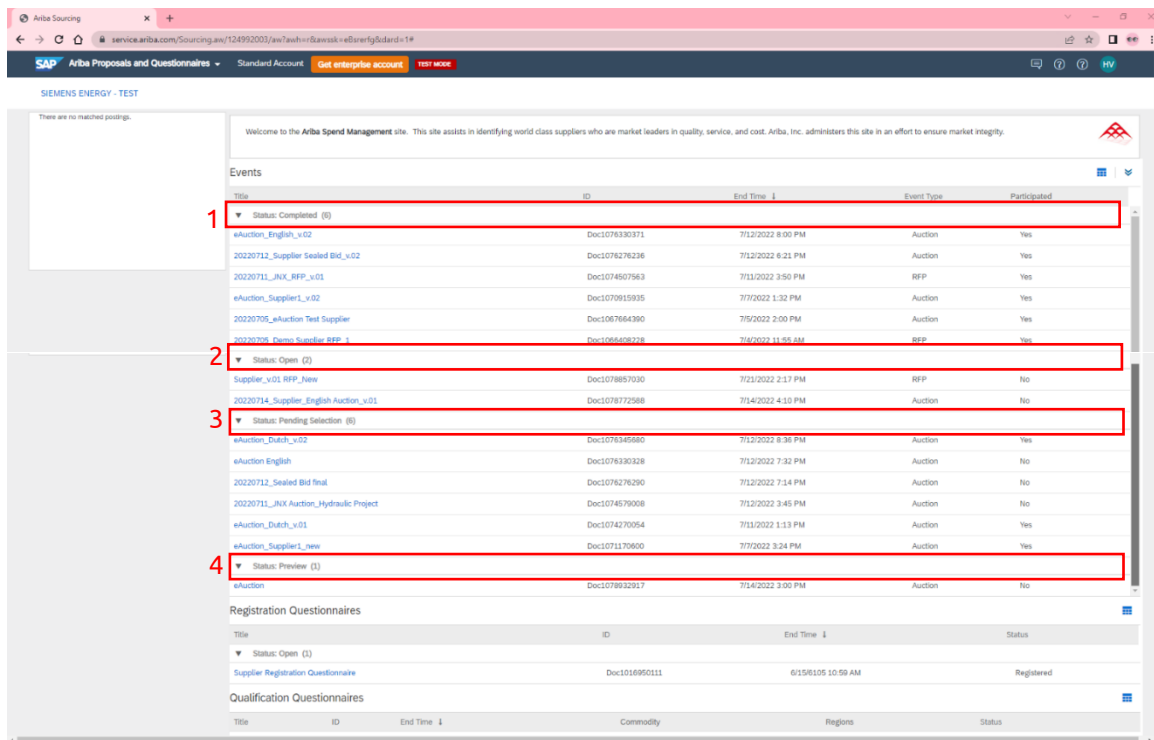 Ariba Sourcing
service.ariba.com/Sourcing.aw/124992003/aw?awh=r&awssk=eBsrerfg&dard=1#
SAP Ariba Proposals and Questionnaires Standard Account Get enterprise account TEST MODE HV
SIEMENS ENERGY - TEST
There are no matched postings.
Welcome to the Ariba Spend Management site. This site assists in identifying world class suppliers who are market leaders in quality, service, and cost. Ariba, Inc. administers this site in an effort to ensure market integrity.
Events
Title ID End Time ↓ Event Type Participated
1 ▼ Status: Completed (6)
eAuction_English_v.02 Doc1076330371 7/12/2022 8:00 PM Auction Yes
20220712_Supplier Sealed Bid_v.02 Doc1076276236 7/12/2022 6:21 PM Auction Yes
20220711_JNX_RFP_v.01 Doc1074507563 7/11/2022 3:50 PM RFP Yes
eAuction_Supplier1_v.02 Doc1070915935 7/7/2022 1:32 PM Auction Yes
20220705_eAuction Test Supplier Doc1067664390 7/5/2022 2:00 PM Auction Yes
20220705_Demo Supplier RFP_1 Doc1066408228 7/4/2022 11:55 AM RFP Yes
2 ▼ Status: Open (2)
Supplier_v.01 RFP_New Doc1078857030 7/21/2022 2:17 PM RFP No
20220714_Supplier_English Auction_v.01 Doc1078772588 7/14/2022 4:10 PM Auction No
3 ▼ Status: Pending Selection (6)
eAuction_Dutch_v.02 Doc1076345680 7/12/2022 8:36 PM Auction Yes
eAuction English Doc1076330328 7/12/2022 7:32 PM Auction No
20220712_Sealed Bid final Doc1076276290 7/12/2022 7:14 PM Auction No
20220711_JNX Auction_Hydraulic Project Doc1074579008 7/12/2022 3:45 PM Auction No
eAuction_Dutch_v.01 Doc1074270054 7/11/2022 1:13 PM Auction Yes
eAuction_Supplier1_new Doc1071170600 7/7/2022 3:24 PM Auction Yes
4 ▼ Status: Preview (1)
eAuction Doc1078932917 7/14/2022 3:00 PM Auction No
Registration Questionnaires
Title ID End Time ↓ Status
▼ Status: Open (1)
Supplier Registration Questionnaire Doc1016950111 6/15/6105 10:59 AM Registered
Qualification Questionnaires
Title ID End Time ↓ Commodity Regions Status